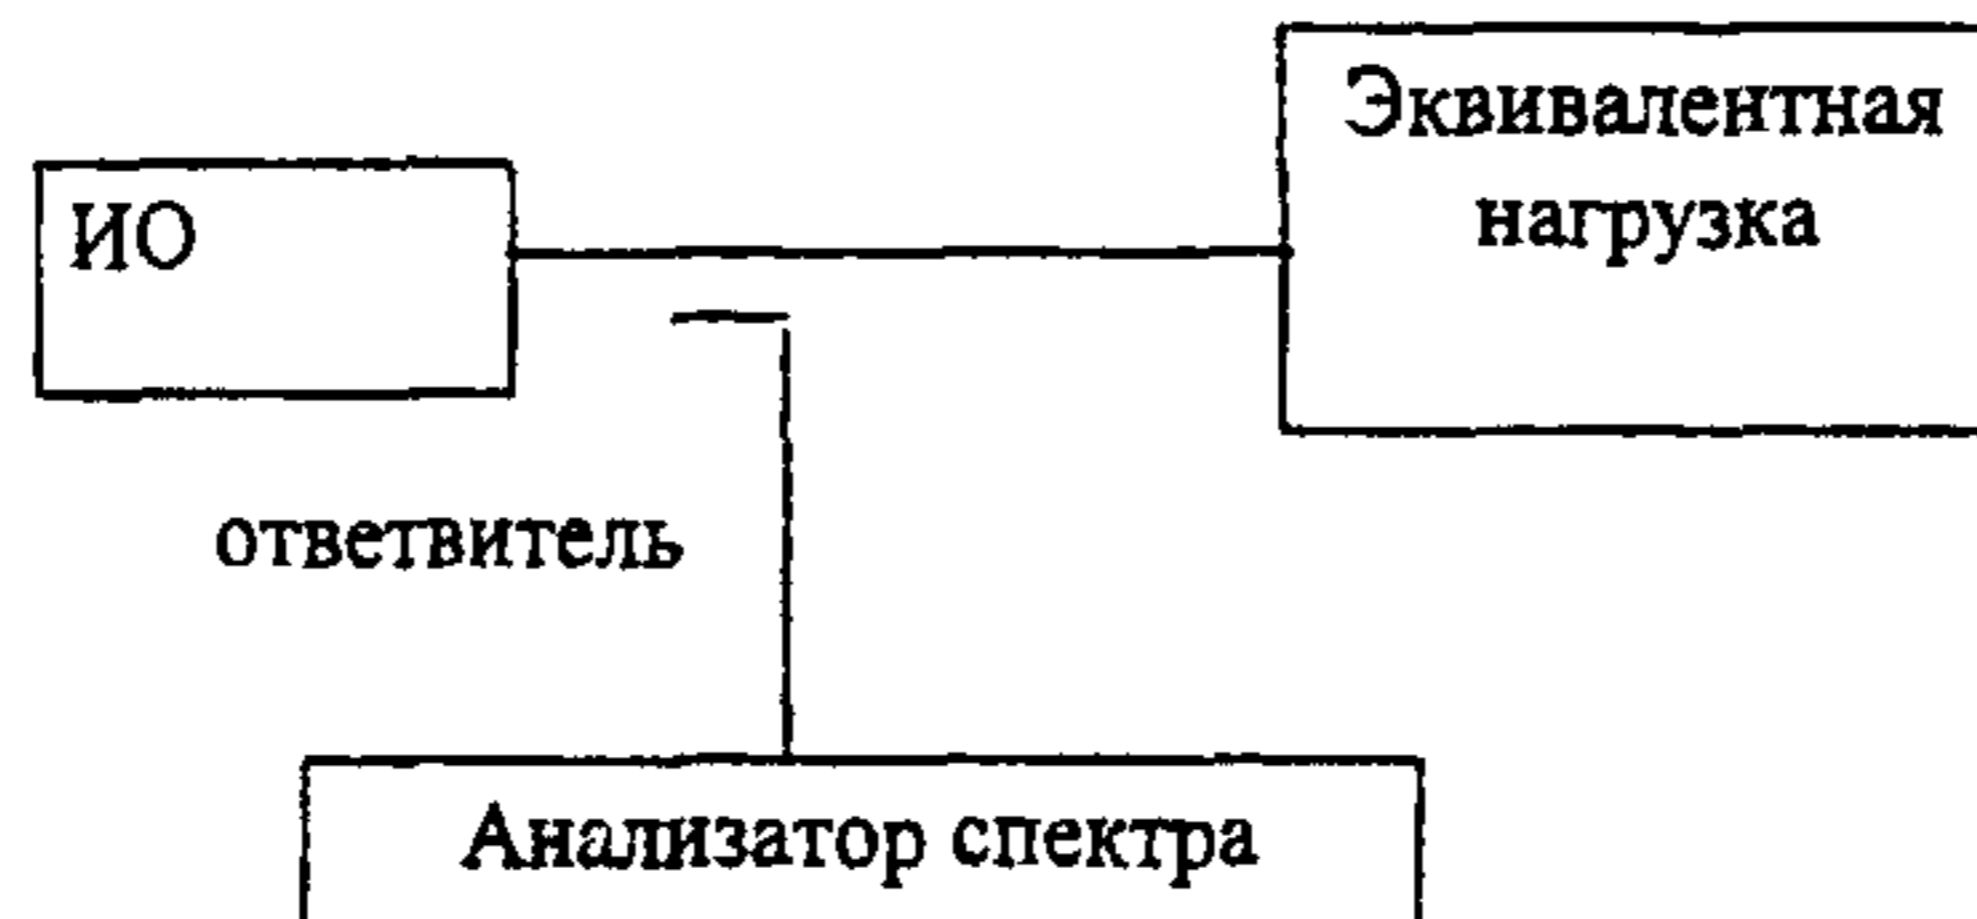 Эквивалентная
нагрузка
ИО
ответвитель
Анализатор спектра